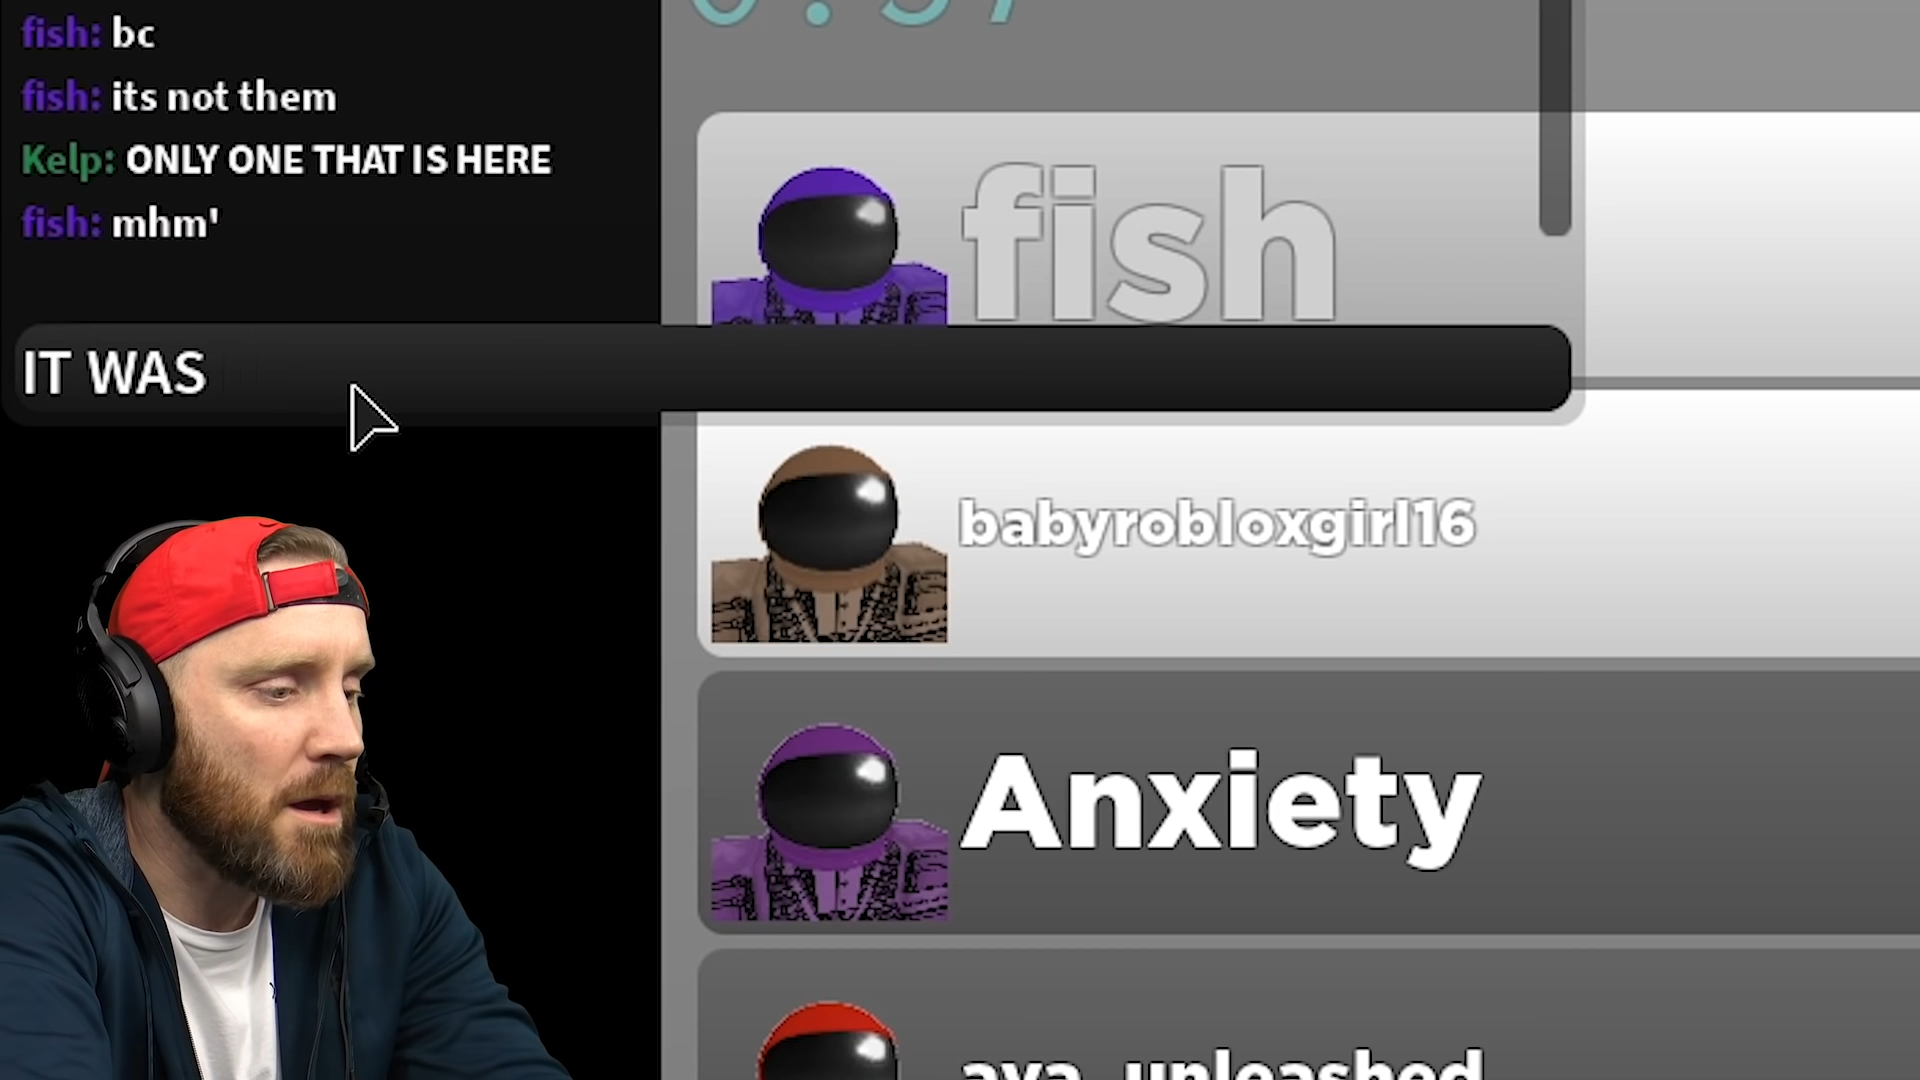 fish: bc
fish: its not them
Kelp: ONLY ONE THAT IS HERE
fish: mhm'
IT WAS
fish
babyrobloxgirl16
Anxiety
ava_unleashed